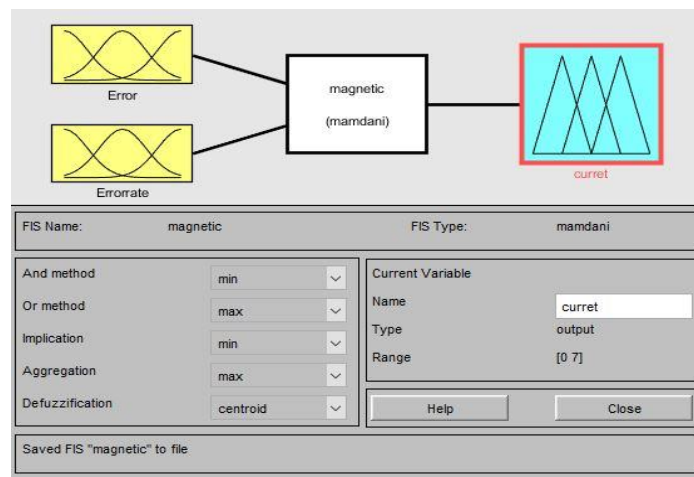 Error
magnetic
(mamdani)
Errorrate
curret
FIS Name: magnetic FIS Type: mamdani
And method min
Or method max
Implication min
Aggregation max
Defuzzification centroid
Current Variable
Name curret
Type output
Range [0 7]
Help Close
Saved FIS "magnetic" to file